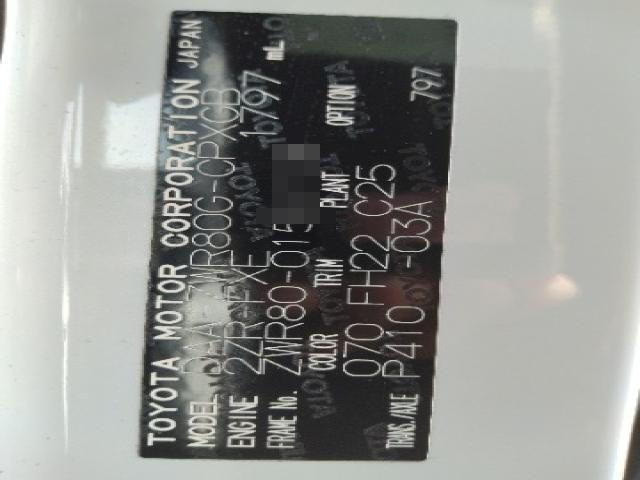 TOYOTA MOTOR CORPORATION JAPAN
MODEL DAA-ZWR80G-CPXGB
ENGINE 2ZR-FXE 1797 mL
FRAME No. ZWR80-015
COLOR TRIM PLANT OPTION
070 FH22 C25
TRANS./AXLE P410 -03A 797